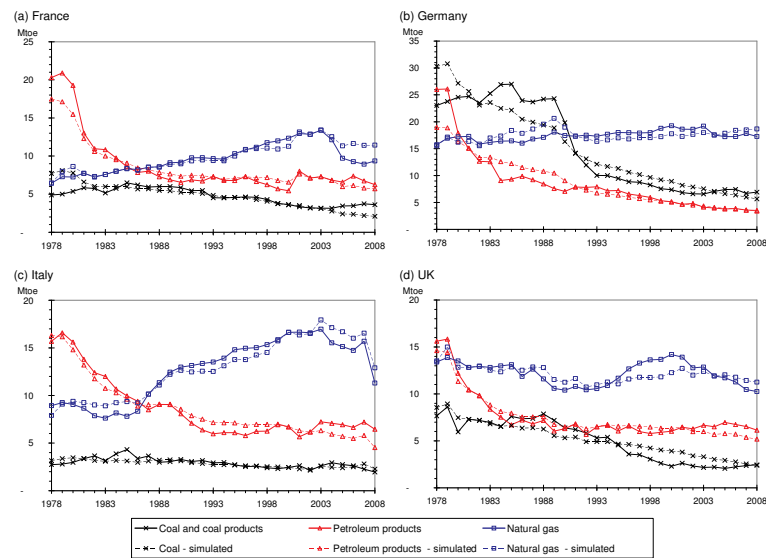 (a) France
Mtoe
25
20
15
10
5
-
1978 1983 1988 1993 1998 2003 2008
(b) Germany
Mtoe
35
30
25
20
15
10
5
-
1978 1983 1988 1993 1998 2003 2008
(c) Italy
Mtoe
20
15
10
5
-
1978 1983 1988 1993 1998 2003 2008
(d) UK
Mtoe
20
15
10
5
-
1978 1983 1988 1993 1998 2003 2008
Coal and coal products Petroleum products Natural gas
Coal - simulated Petroleum products - simulated Natural gas - simulated